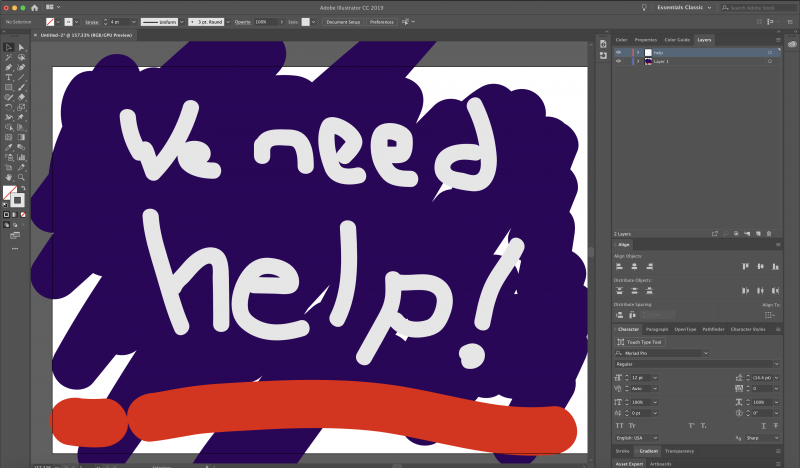 Adobe Illustrator CC 2019
Essentials Classic
Search Adobe Stock
No Selection
Stroke:
4 pt
Uniform
3 pt. Round
Opacity:
100%
Style:
Document Setup
Preferences
Untitled-2* @ 157.33% (RGB/GPU Preview)
We need
help!
Color
Properties
Color Guide
Layers
help
Layer 1
2 Layers
Align
Align Objects:
Distribute Objects:
Distribute Spacing:
Align To:
Character
Paragraph
OpenType
Pathfinder
Character Styles
Touch Type Tool
Myriad Pro
Regular
12 pt
(14.4 pt)
Auto
0
100%
100%
0 pt
0°
English: USA
Sharp
Stroke
Gradient
Transparency
Asset Export
Artboards